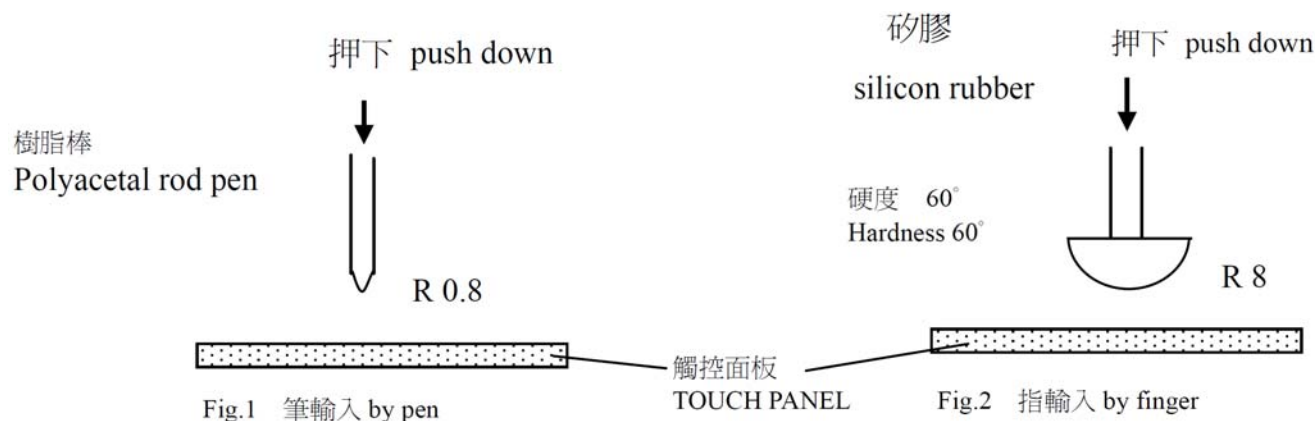 押下 push down
樹脂棒
Polyacetal rod pen
R 0.8
Fig.1 筆輸入 by pen
觸控面板
TOUCH PANEL
矽膠
silicon rubber
押下 push down
硬度 60°
Hardness 60°
R 8
Fig.2 指輸入 by finger